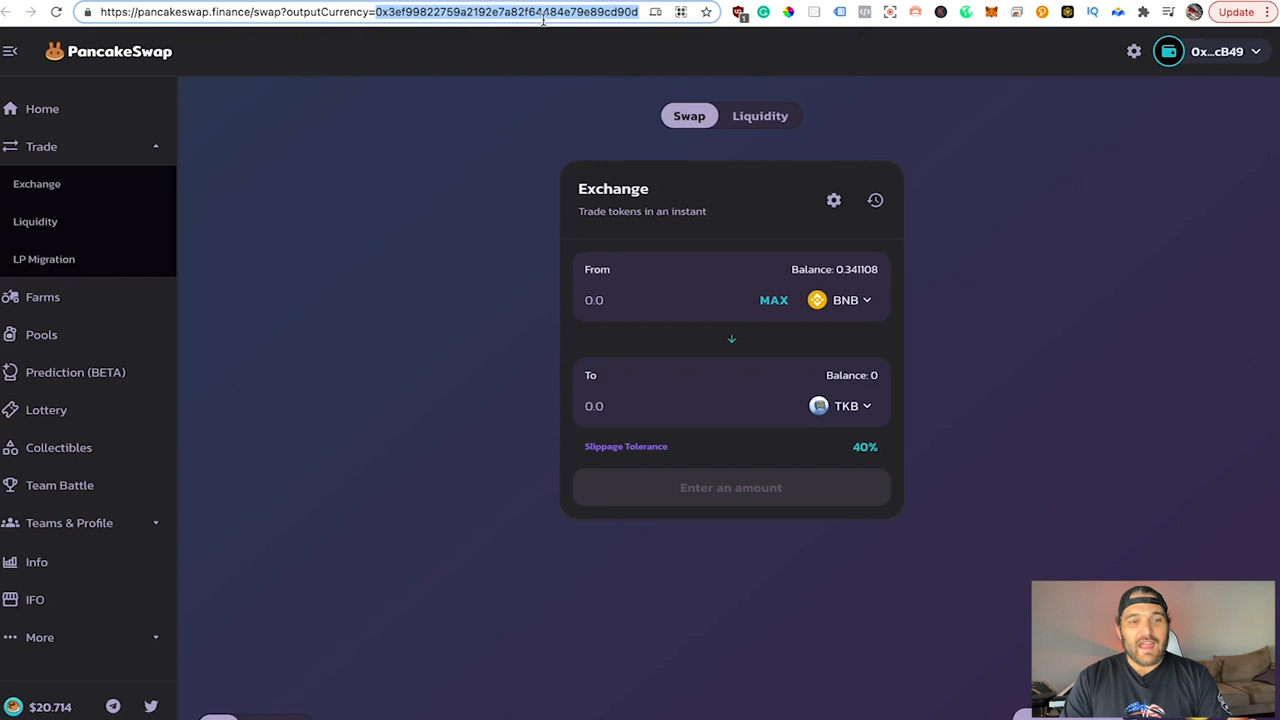 https://pancakeswap.finance/swap?outputCurrency=0x3ef99822759a2192e7a82f64484e79e89cd90d
1
Update
PancakeSwap
0x...cB49
Home
Trade
Exchange
Liquidity
LP Migration
Farms
Pools
Prediction (BETA)
Lottery
Collectibles
Team Battle
Teams & Profile
Info
IFO
More
$20.714
Swap
Liquidity
Exchange
Trade tokens in an instant
From
Balance: 0.341108
0.0
MAX
BNB
To
Balance: 0
0.0
TKB
Slippage Tolerance
40%
Enter an amount